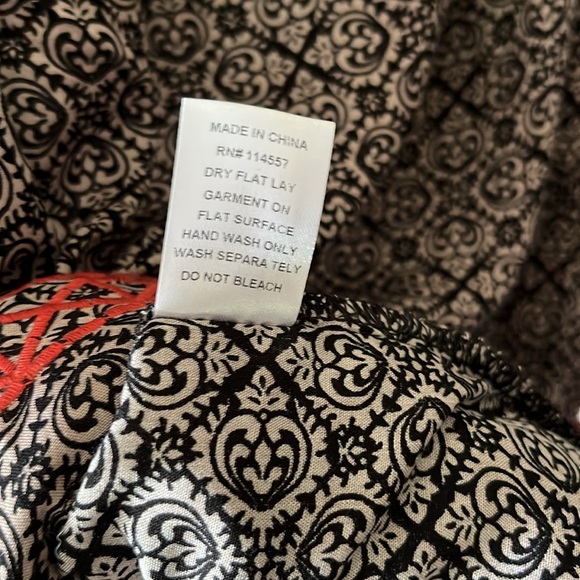 MADE IN CHINA
RN# 114557
DRY FLAT LAY
GARMENT ON
FLAT SURFACE
HAND WASH ONLY
WASH SEPARA TELY
DO NOT BLEACH